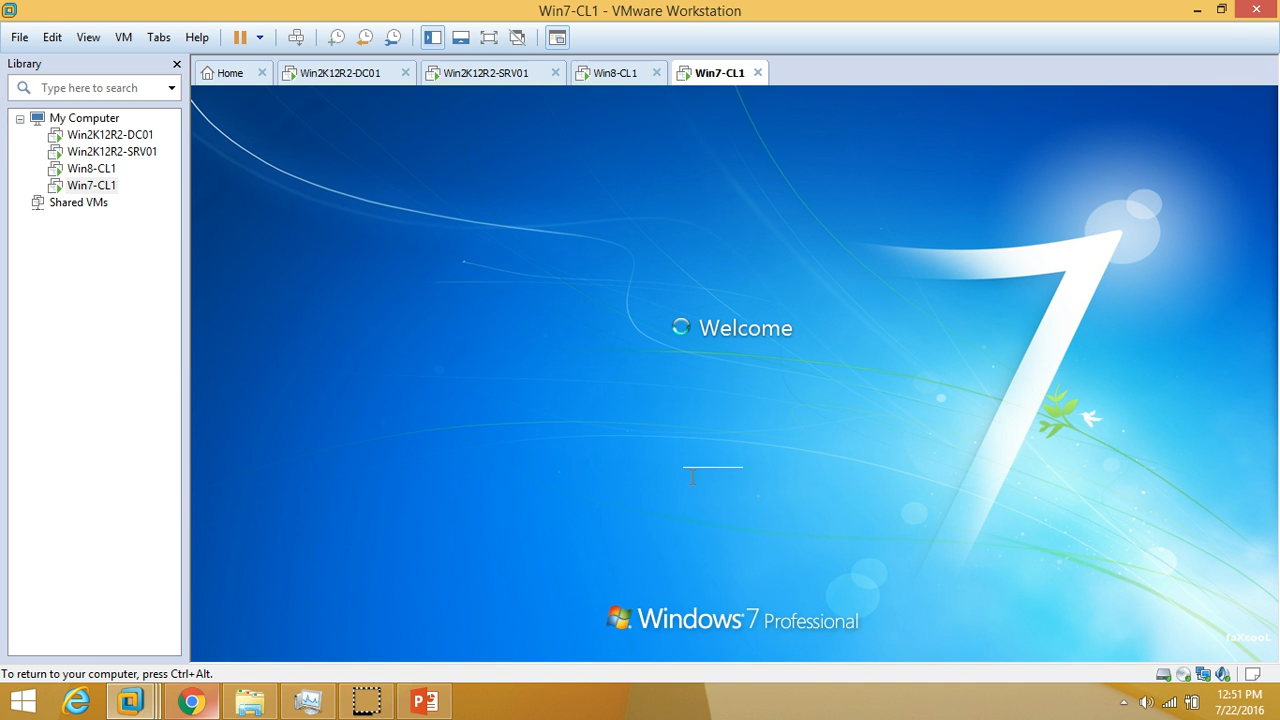 Win7-CL1 - VMware Workstation
File Edit View VM Tabs Help
Library
Type here to search
My Computer
Win2K12R2-DC01
Win2K12R2-SRV01
Win8-CL1
Win7-CL1
Shared VMs
Home Win2K12R2-DC01 Win2K12R2-SRV01 Win8-CL1 Win7-CL1
Welcome
7
Windows 7 Professional
faXcooL
To return to your computer, press Ctrl+Alt.
12:51 PM
7/22/2016